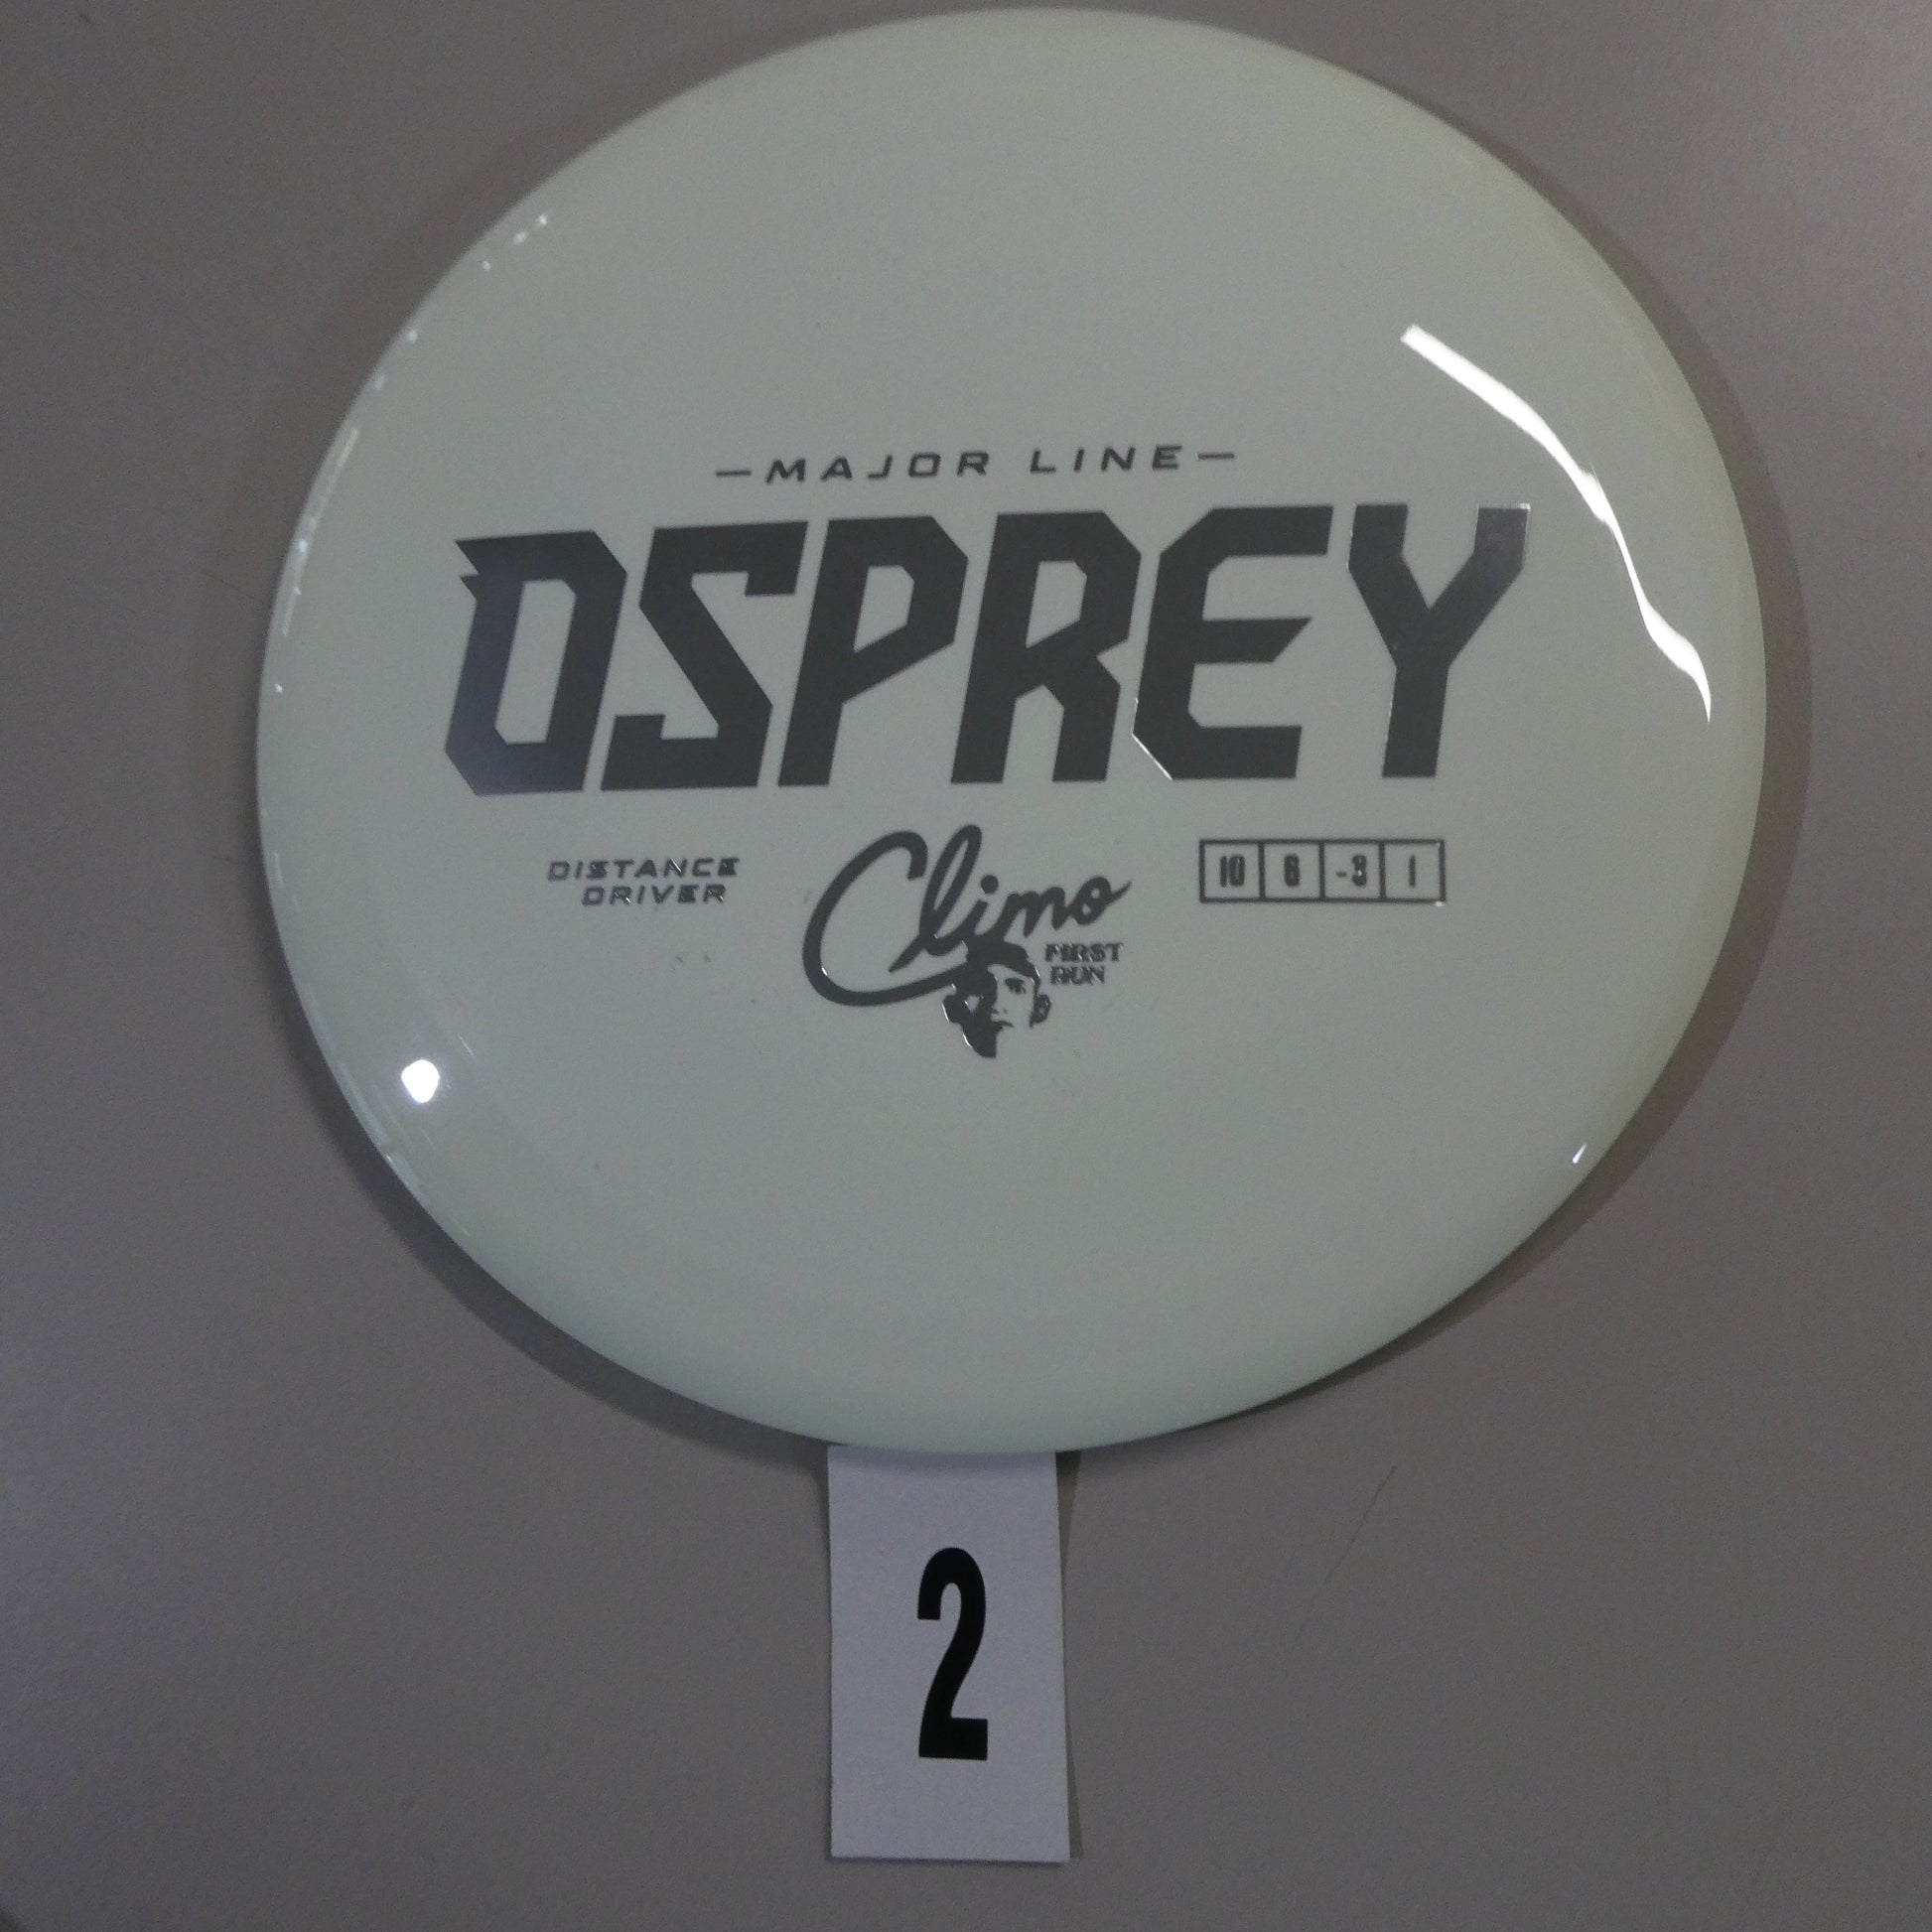 —MAJOR LINE—
OSPREY
DISTANCE
DRIVER
Climo
FIRST
RUN
10 6 -3 1
2